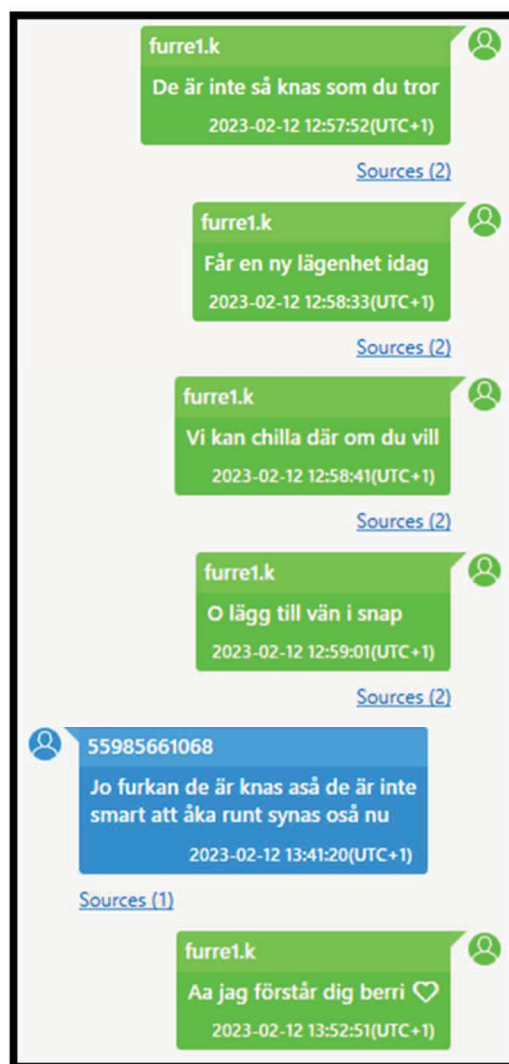 furre1.k
De är inte så knas som du tror
2023-02-12 12:57:52(UTC+1)
Sources (2)
furre1.k
Får en ny lägenhet idag
2023-02-12 12:58:33(UTC+1)
Sources (2)
furre1.k
Vi kan chilla där om du vill
2023-02-12 12:58:41(UTC+1)
Sources (2)
furre1.k
O lägg till vän i snap
2023-02-12 12:59:01(UTC+1)
Sources (2)
55985661068
Jo furkan de är knas aså de är inte
smart att åka runt synas oså nu
2023-02-12 13:41:20(UTC+1)
Sources (1)
furre1.k
Aa jag förstår dig berri ♡
2023-02-12 13:52:51(UTC+1)